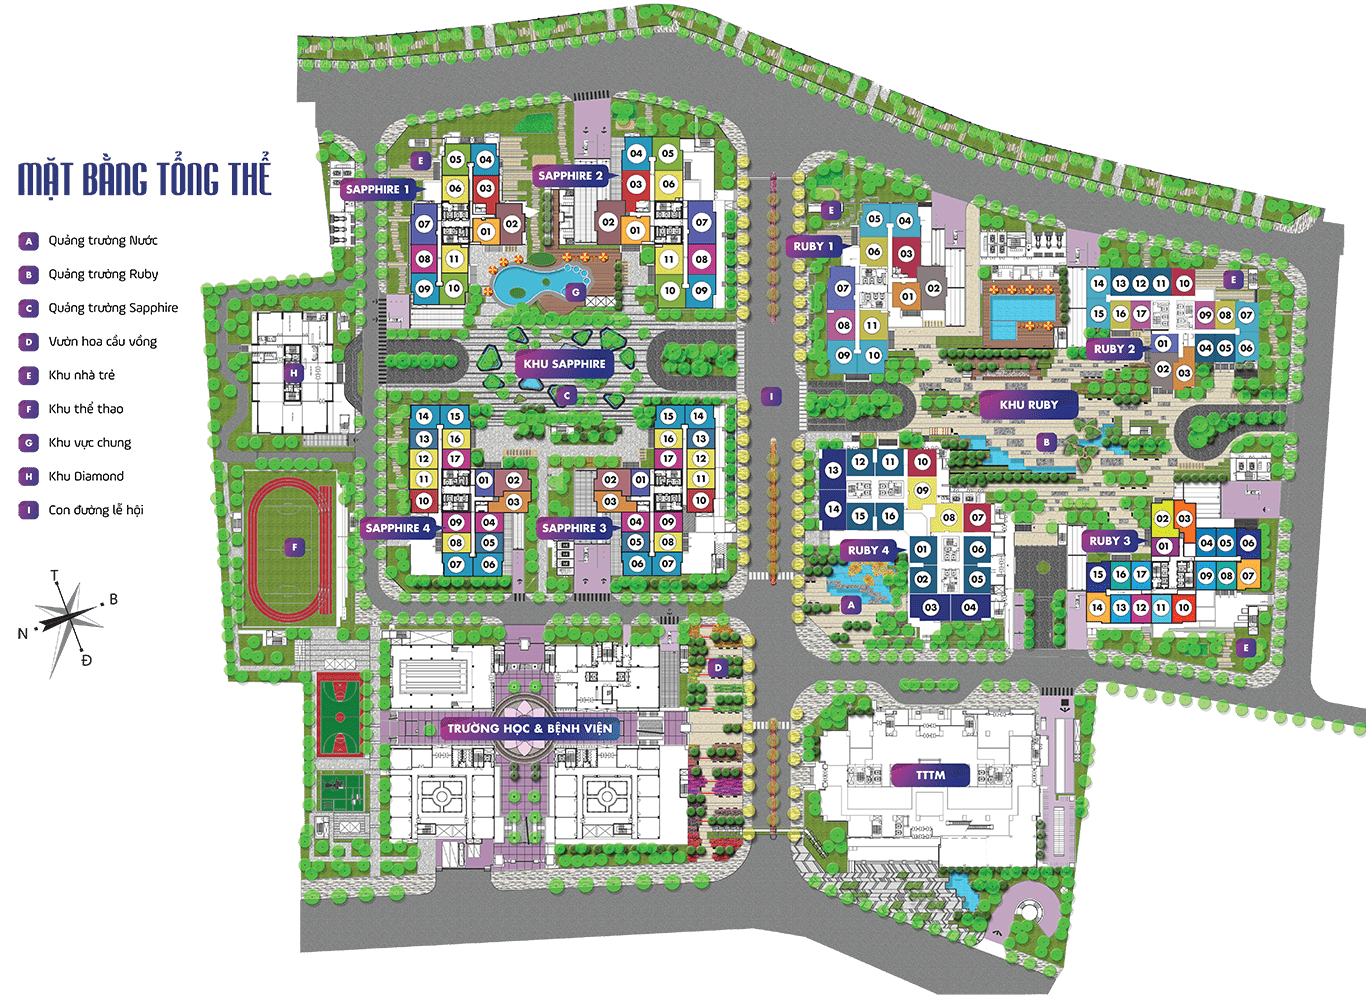 MẶT BẰNG TỔNG THỂ
A Quảng trường Nước
B Quảng trường Ruby
C Quảng trường Sapphire
D Vườn hoa cầu vồng
E Khu nhà trẻ
F Khu thể thao
G Khu vực chung
H Khu Diamond
I Con đường lễ hội
T
B
N
Đ
SAPPHIRE 1
E
05 04
06 03
07 01 02
08 11
09 10
SAPPHIRE 2
04 05
03 06
02 01 07
11 08
10 09
G
KHU SAPPHIRE
C
H
F
I
SAPPHIRE 4
14 15
13 16
12 17
11 01 02
10 03
09 04
08 05
07 06
SAPPHIRE 3
15 14
16 13
17 12
02 01 11
03 10
04 09
05 08
06 07
RUBY 1
E
05 04
06 03
07 01 02
08 11
09 10
RUBY 2
E
14 13 12 11 10
15 16 17 09 08 07
01 04 05 06
02 03
KHU RUBY
B
RUBY 4
13 12 11 10
09
14 15 16 08 07
01 06
02 05
03 04
A
RUBY 3
02 03
01 04 05 06
15 16 17 09 08 07
14 13 12 11 10
E
D
TRƯỜNG HỌC & BỆNH VIỆN
TTTM